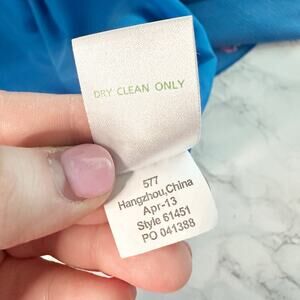 DRY CLEAN ONLY
577
Hangzhou,China
Apr-13
Style 61451
PO 041388